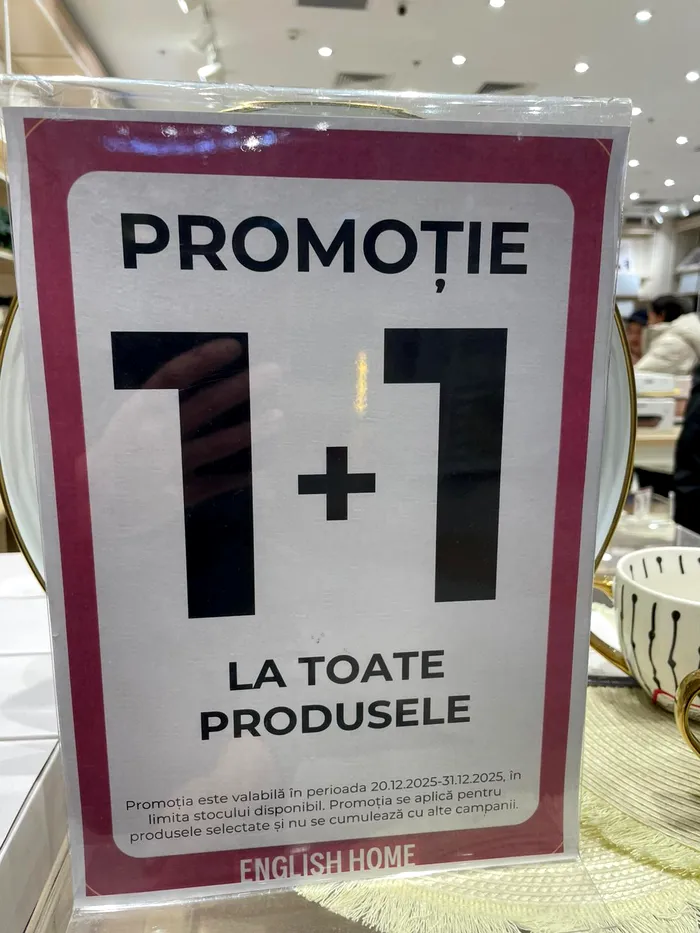 PROMOȚIE
1+1
LA TOATE
PRODUSELE
Promoția este valabilă în perioada 20.12.2025-31.12.2025, în
limita stocului disponibil. Promoția se aplică pentru
produsele selectate și nu se cumulează cu alte campanii.
ENGLISH HOME